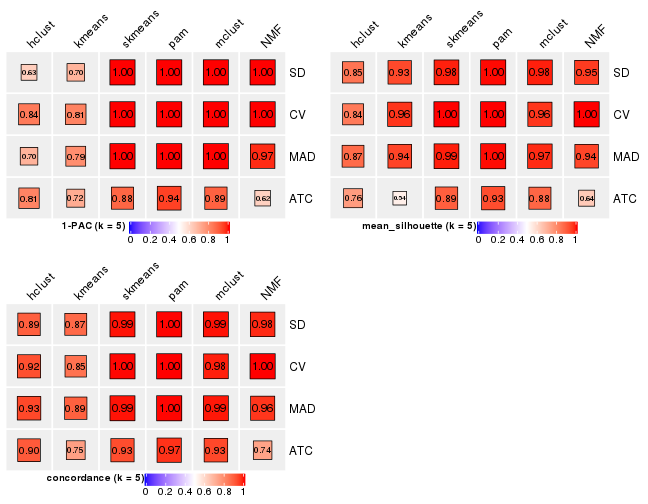 hclust kmeans skmeans pam mclust NMF
0.63 0.70 1.00 1.00 1.00 1.00 SD
0.84 0.81 1.00 1.00 1.00 1.00 CV
0.70 0.79 1.00 1.00 1.00 0.97 MAD
0.81 0.72 0.88 0.94 0.89 0.62 ATC
1-PAC (k = 5)
0 0.2 0.4 0.6 0.8 1
hclust kmeans skmeans pam mclust NMF
0.85 0.93 0.98 1.00 0.98 0.95 SD
0.84 0.96 1.00 1.00 0.96 1.00 CV
0.87 0.94 0.99 1.00 0.97 0.94 MAD
0.76 0.54 0.89 0.93 0.88 0.64 ATC
mean_silhouette (k = 5)
0 0.2 0.4 0.6 0.8 1
hclust kmeans skmeans pam mclust NMF
0.89 0.87 0.99 1.00 0.99 0.98 SD
0.92 0.85 1.00 1.00 0.98 1.00 CV
0.93 0.89 0.99 1.00 0.99 0.96 MAD
0.90 0.75 0.93 0.97 0.93 0.74 ATC
concordance (k = 5)
0 0.2 0.4 0.6 0.8 1